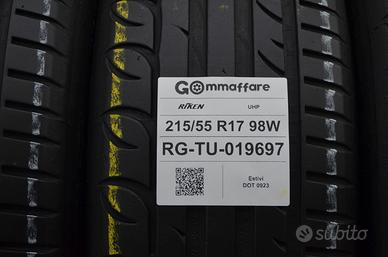 Gommaffare
RIKEN UHP
215/55 R17 98W
RG-TU-019697
Estivi
DOT 0923
subito